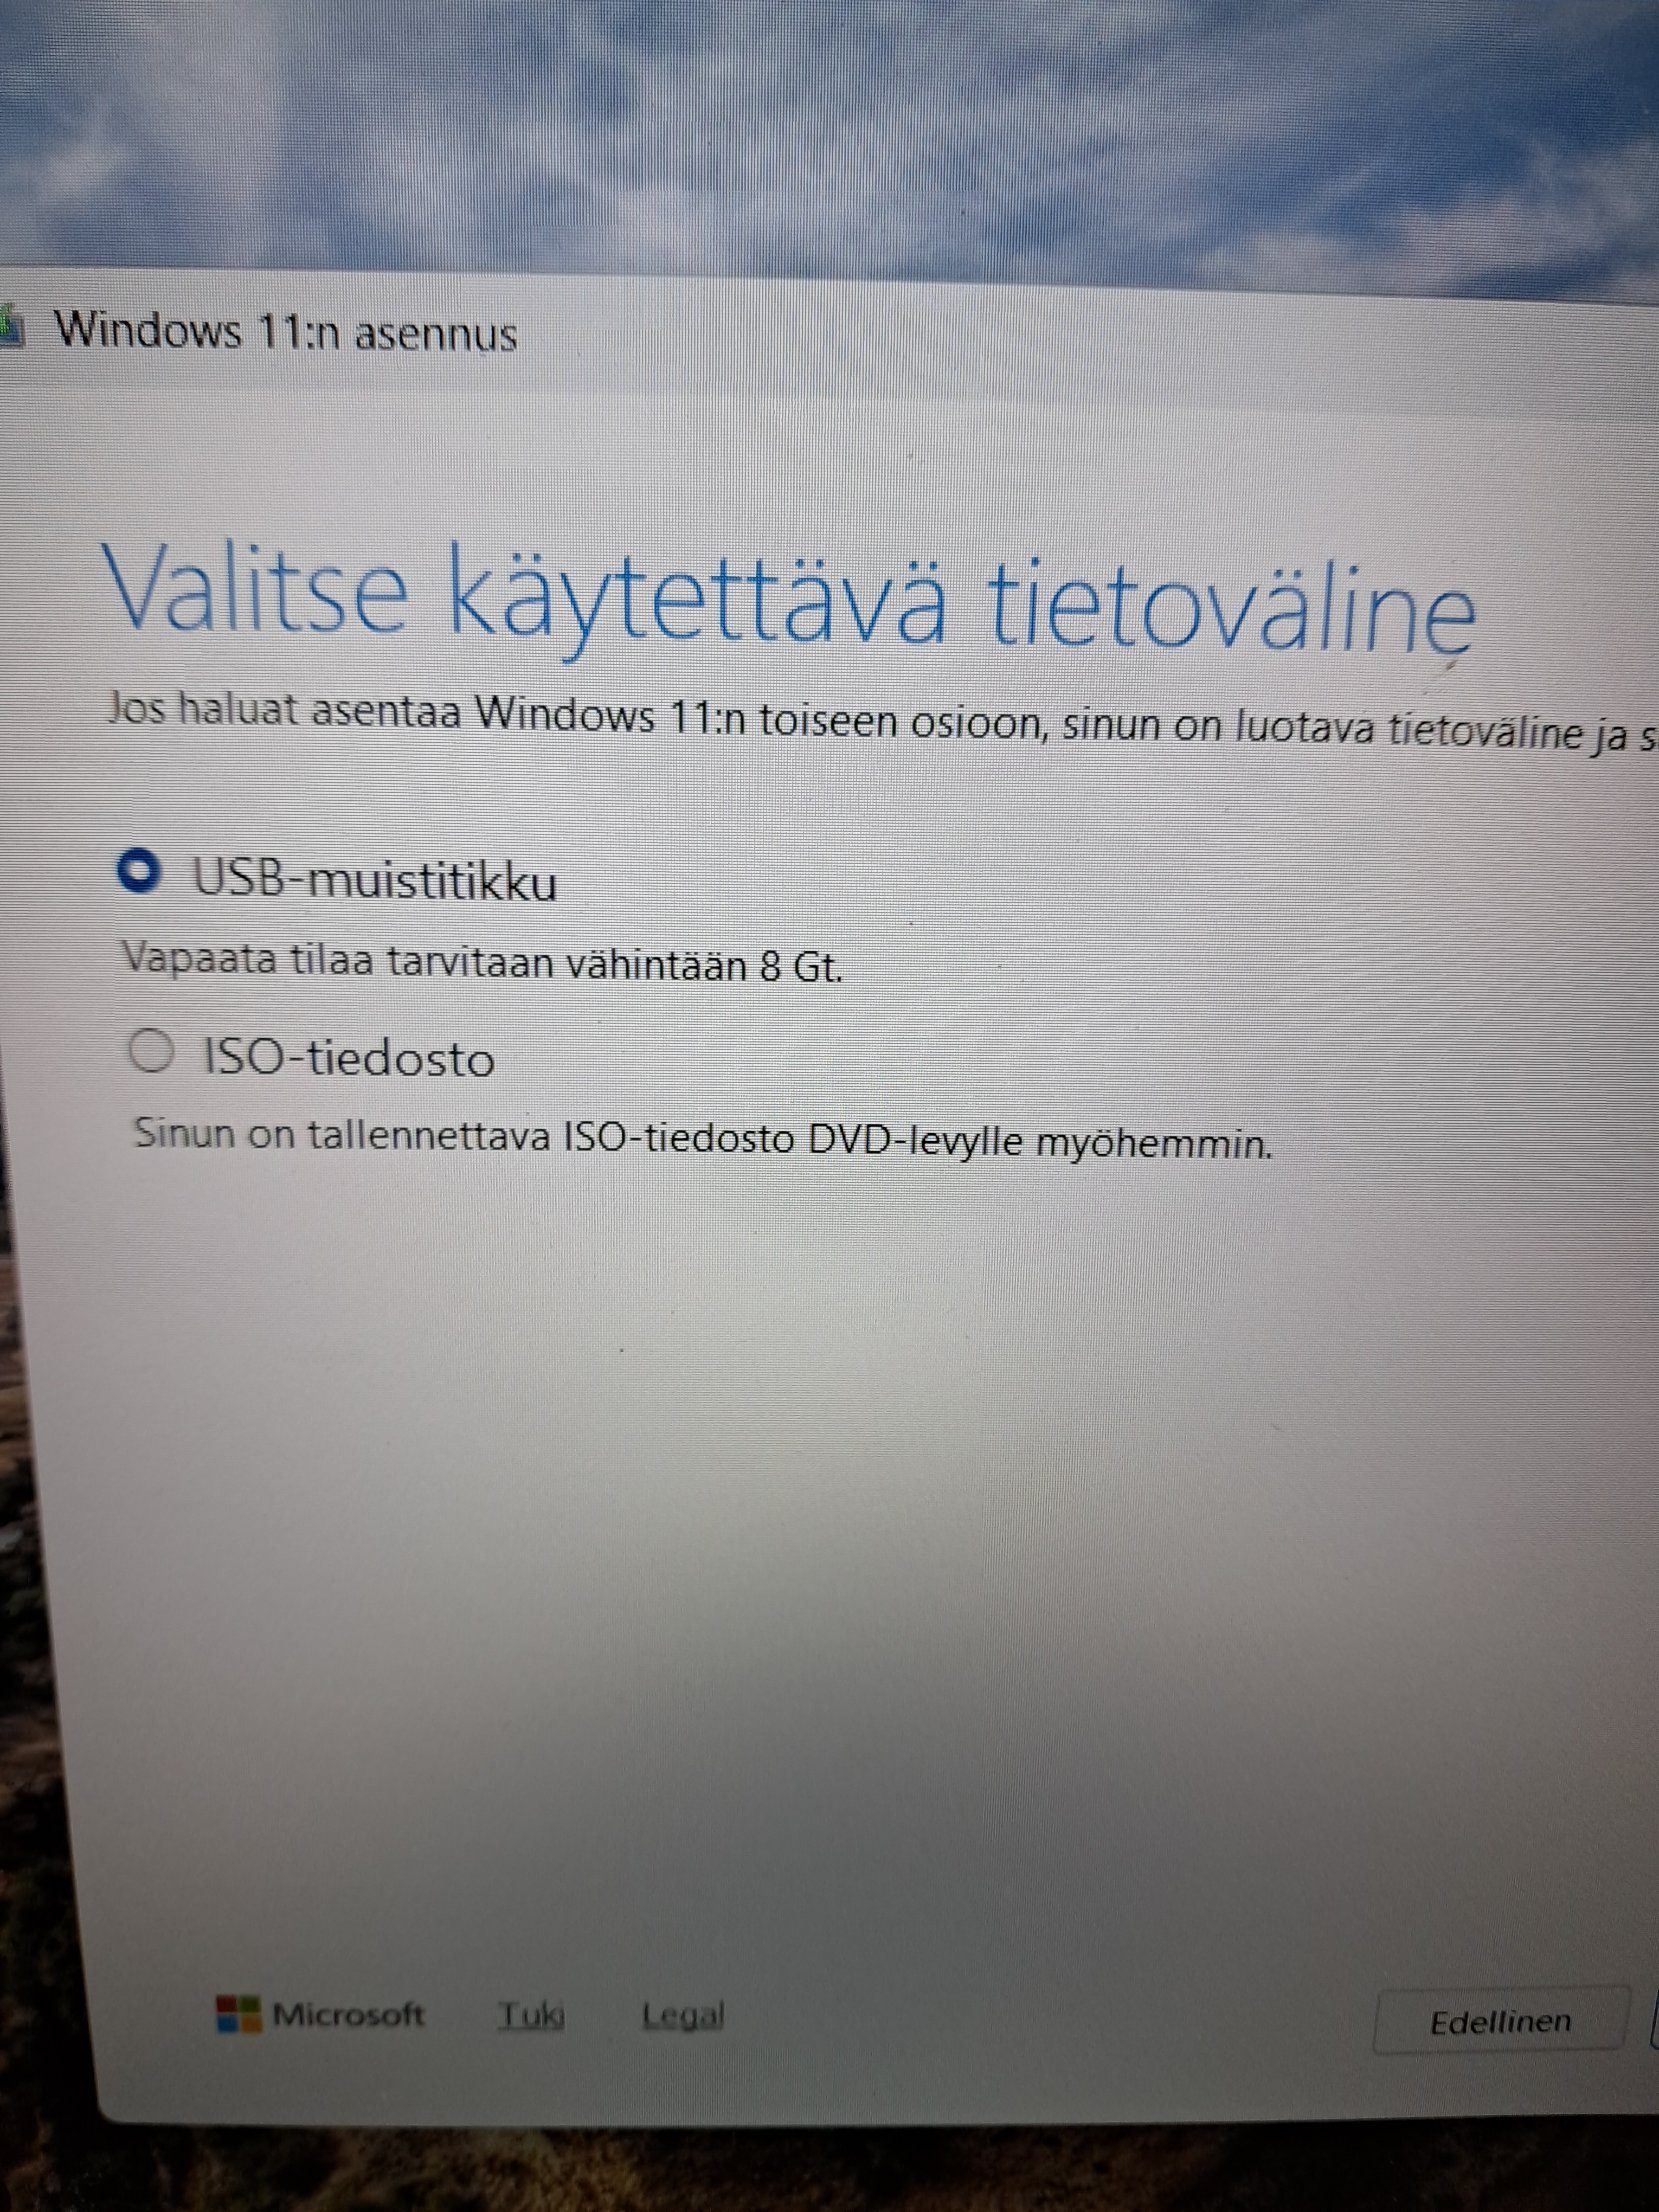 Windows 11:n asennus
Valitse käytettävä tietoväline
Jos haluat asentaa Windows 11:n toiseen osioon, sinun on luotava tietoväline ja s
USB-muistitikku
Vapaata tilaa tarvitaan vähintään 8 Gt.
ISO-tiedosto
Sinun on tallennettava ISO-tiedosto DVD-levylle myöhemmin.
Microsoft Tuki Legal Edellinen